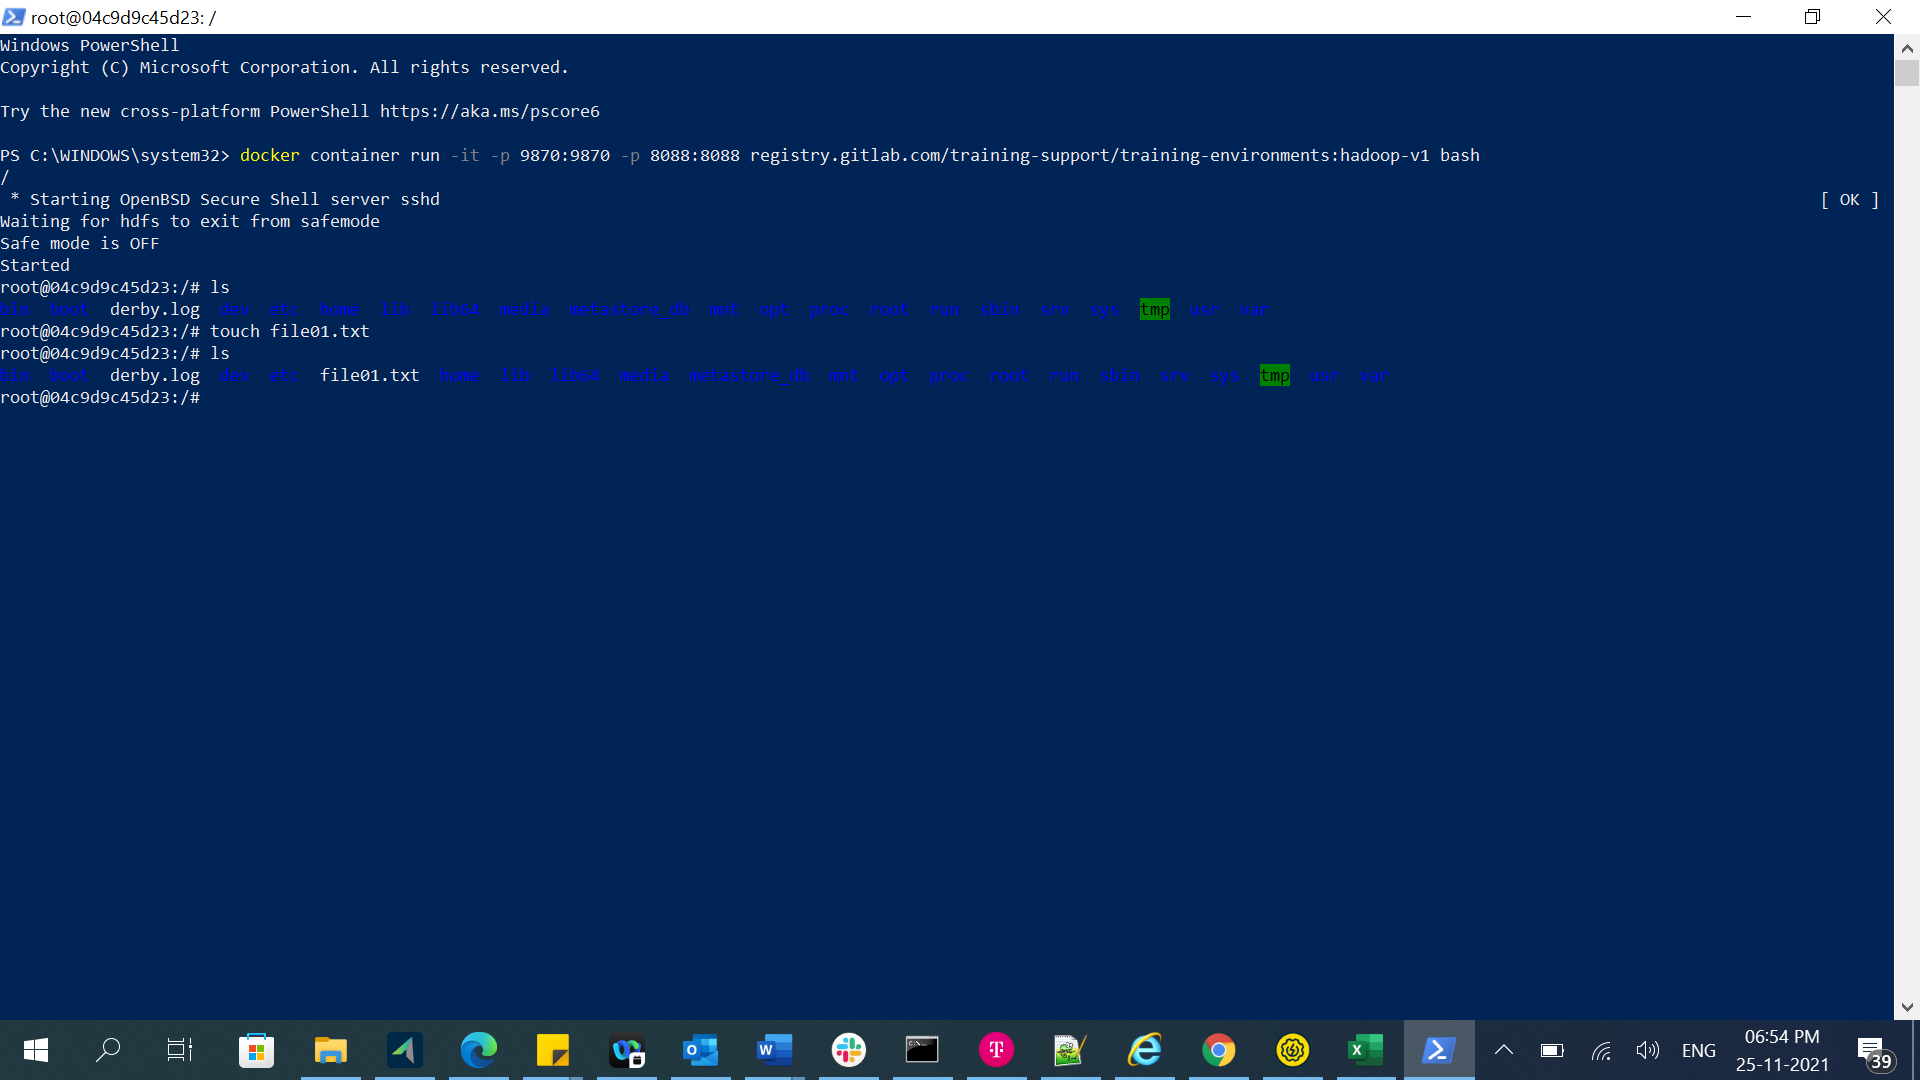 root@04c9d9c45d23: /
Windows PowerShell
Copyright (C) Microsoft Corporation. All rights reserved.
Try the new cross-platform PowerShell https://aka.ms/pscore6
PS C:\WINDOWS\system32> docker container run -it -p 9870:9870 -p 8088:8088 registry.gitlab.com/training-support/training-environments:hadoop-v1 bash
/
* Starting OpenBSD Secure Shell server sshd [ OK ]
Waiting for hdfs to exit from safemode
Safe mode is OFF
Started
root@04c9d9c45d23:/# ls
bin boot derby.log dev etc home lib lib64 media metastore_db mnt opt proc root run sbin srv sys tmp usr var
root@04c9d9c45d23:/# touch file01.txt
root@04c9d9c45d23:/# ls
bin boot derby.log dev etc file01.txt home lib lib64 media metastore_db mnt opt proc root run sbin srv sys tmp usr var
root@04c9d9c45d23:/#
ENG
06:54 PM
25-11-2021
39